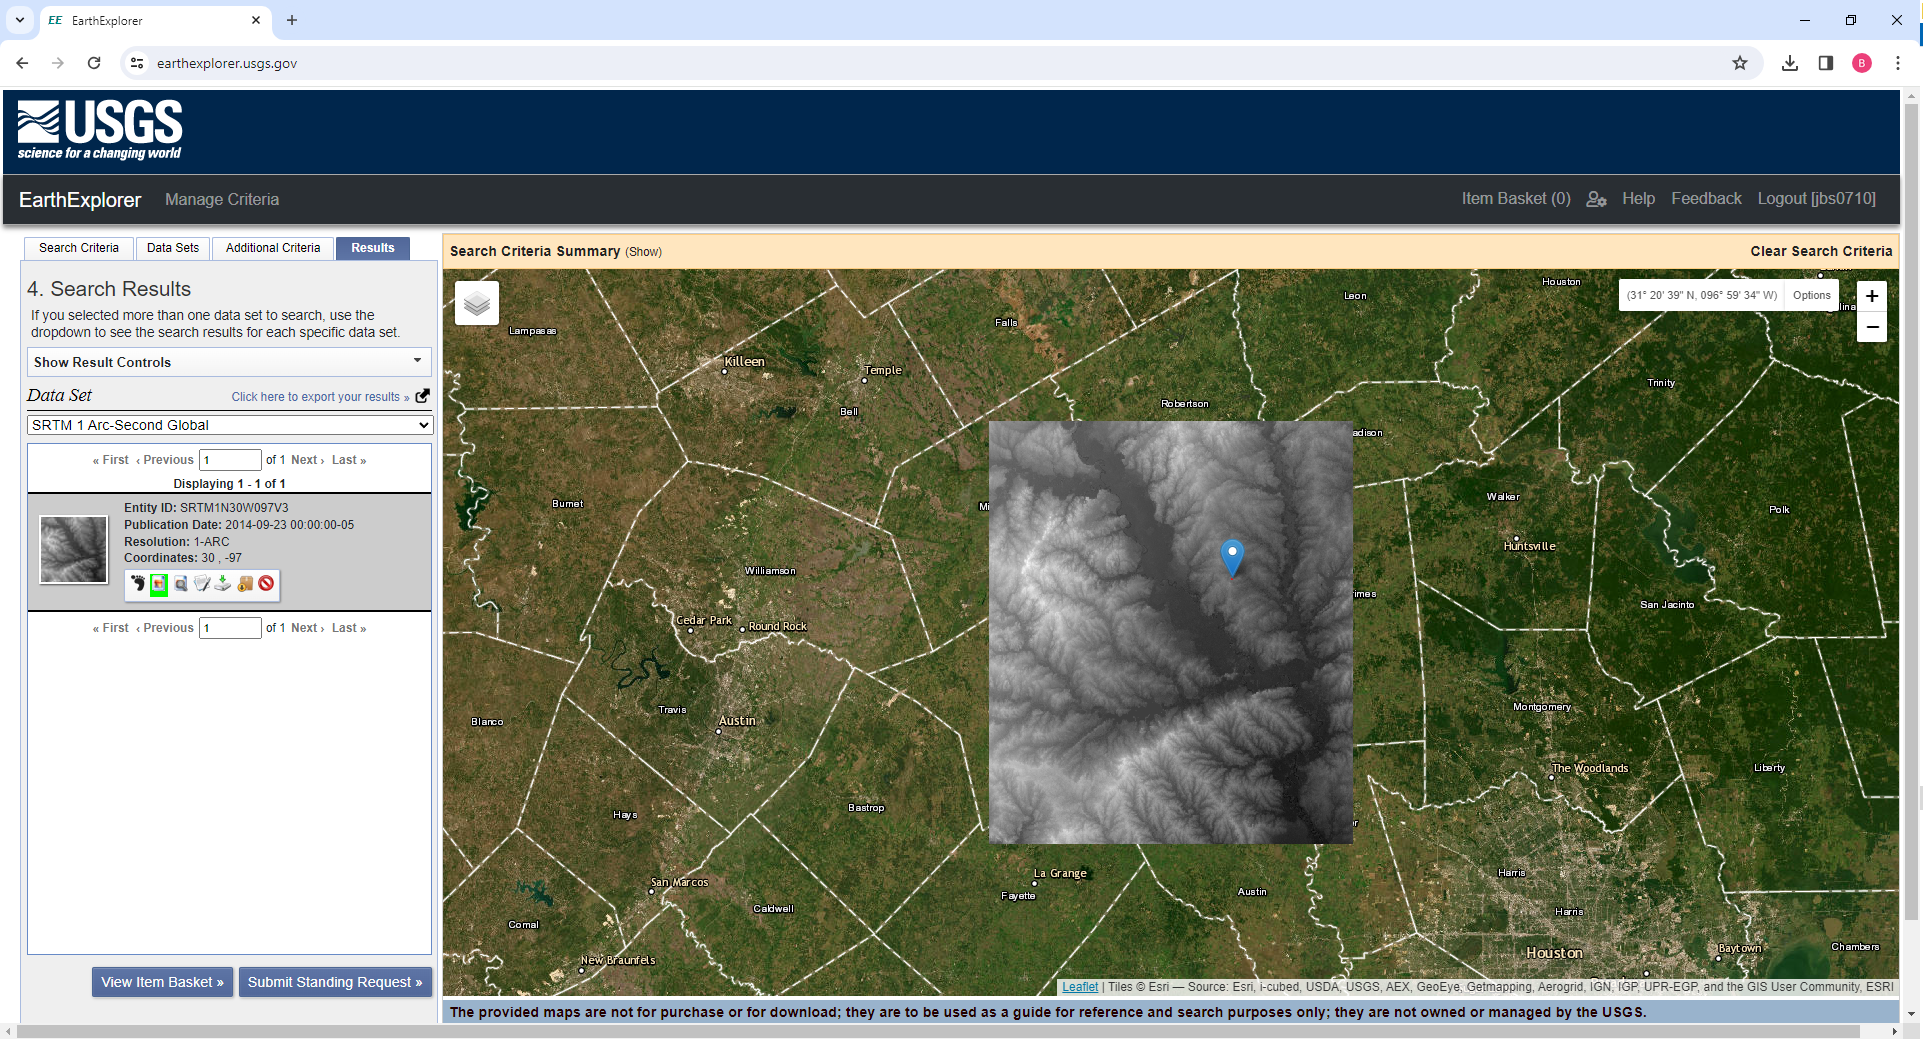 EE EarthExplorer
earthexplorer.usgs.gov
B
USGS
science for a changing world
EarthExplorer
Manage Criteria
Item Basket (0)
Help
Feedback
Logout [jbs0710]
Search Criteria
Data Sets
Additional Criteria
Results
4. Search Results
If you selected more than one data set to search, use the
dropdown to see the search results for each specific data set.
Show Result Controls
Data Set
Click here to export your results »
SRTM 1 Arc-Second Global
« First ‹ Previous 1 of 1 Next › Last »
Displaying 1 - 1 of 1
Entity ID: SRTM1N30W097V3
Publication Date: 2014-09-23 00:00:00-05
Resolution: 1-ARC
Coordinates: 30 , -97
« First ‹ Previous 1 of 1 Next › Last »
View Item Basket »
Submit Standing Request »
Search Criteria Summary (Show)
Clear Search Criteria
(31° 20' 39" N, 096° 59' 34" W)
Options
+
−
Houston
Leon
Lampasas
Falls
Killeen
Temple
Trinity
Bell
Robertson
adison
Walker
Burnet
Mi
Polk
Huntsville
Williamson
rimes
San Jacinto
Cedar Park
Round Rock
Travis
Blanco
Austin
Montgomery
The Woodlands
Liberty
Bastrop
Hays
er
La Grange
Harris
San Marcos
Fayette
Austin
Caldwell
Harris
Comal
Houston
Baytown
Chambers
New Braunfels
Leaflet | Tiles © Esri — Source: Esri, i-cubed, USDA, USGS, AEX, GeoEye, Getmapping, Aerogrid, IGN, IGP, UPR-EGP, and the GIS User Community, ESRI
The provided maps are not for purchase or for download; they are to be used as a guide for reference and search purposes only; they are not owned or managed by the USGS.